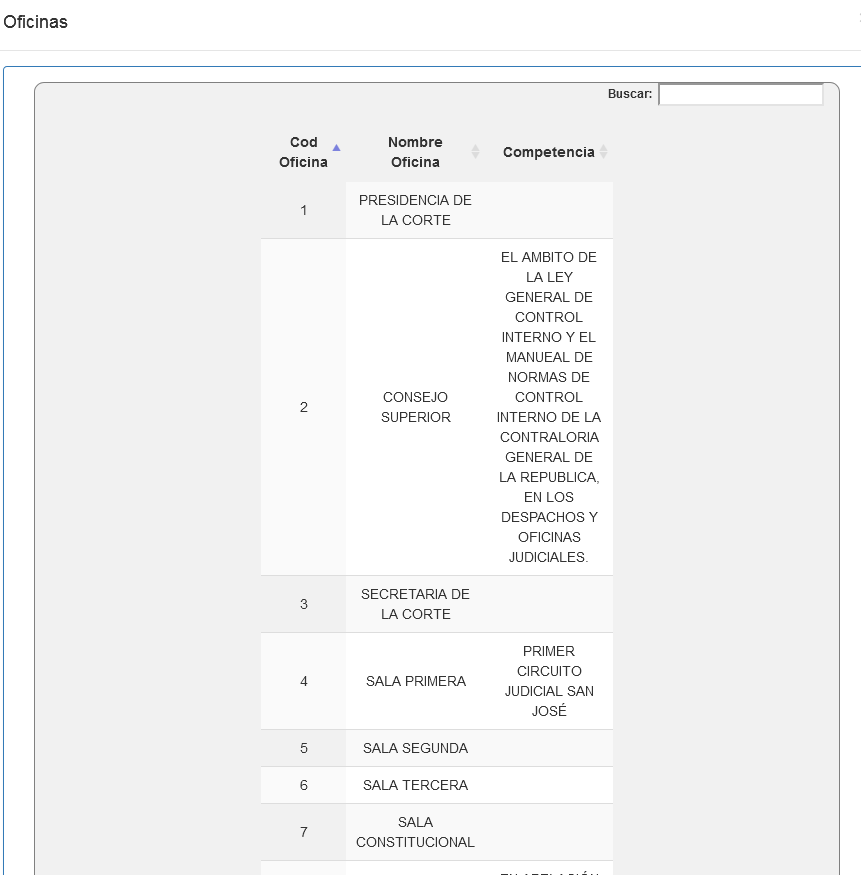 Oficinas
Buscar:
Cod
Oficina
Nombre
Oficina
Competencia
1
PRESIDENCIA DE
LA CORTE
2
CONSEJO
SUPERIOR
EL AMBITO DE
LA LEY
GENERAL DE
CONTROL
INTERNO Y EL
MANUEAL DE
NORMAS DE
CONTROL
INTERNO DE LA
CONTRALORIA
GENERAL DE
LA REPUBLICA,
EN LOS
DESPACHOS Y
OFICINAS
JUDICIALES.
3
SECRETARIA DE
LA CORTE
4
SALA PRIMERA
PRIMER
CIRCUITO
JUDICIAL SAN
JOSÉ
5
SALA SEGUNDA
6
SALA TERCERA
7
SALA
CONSTITUCIONAL